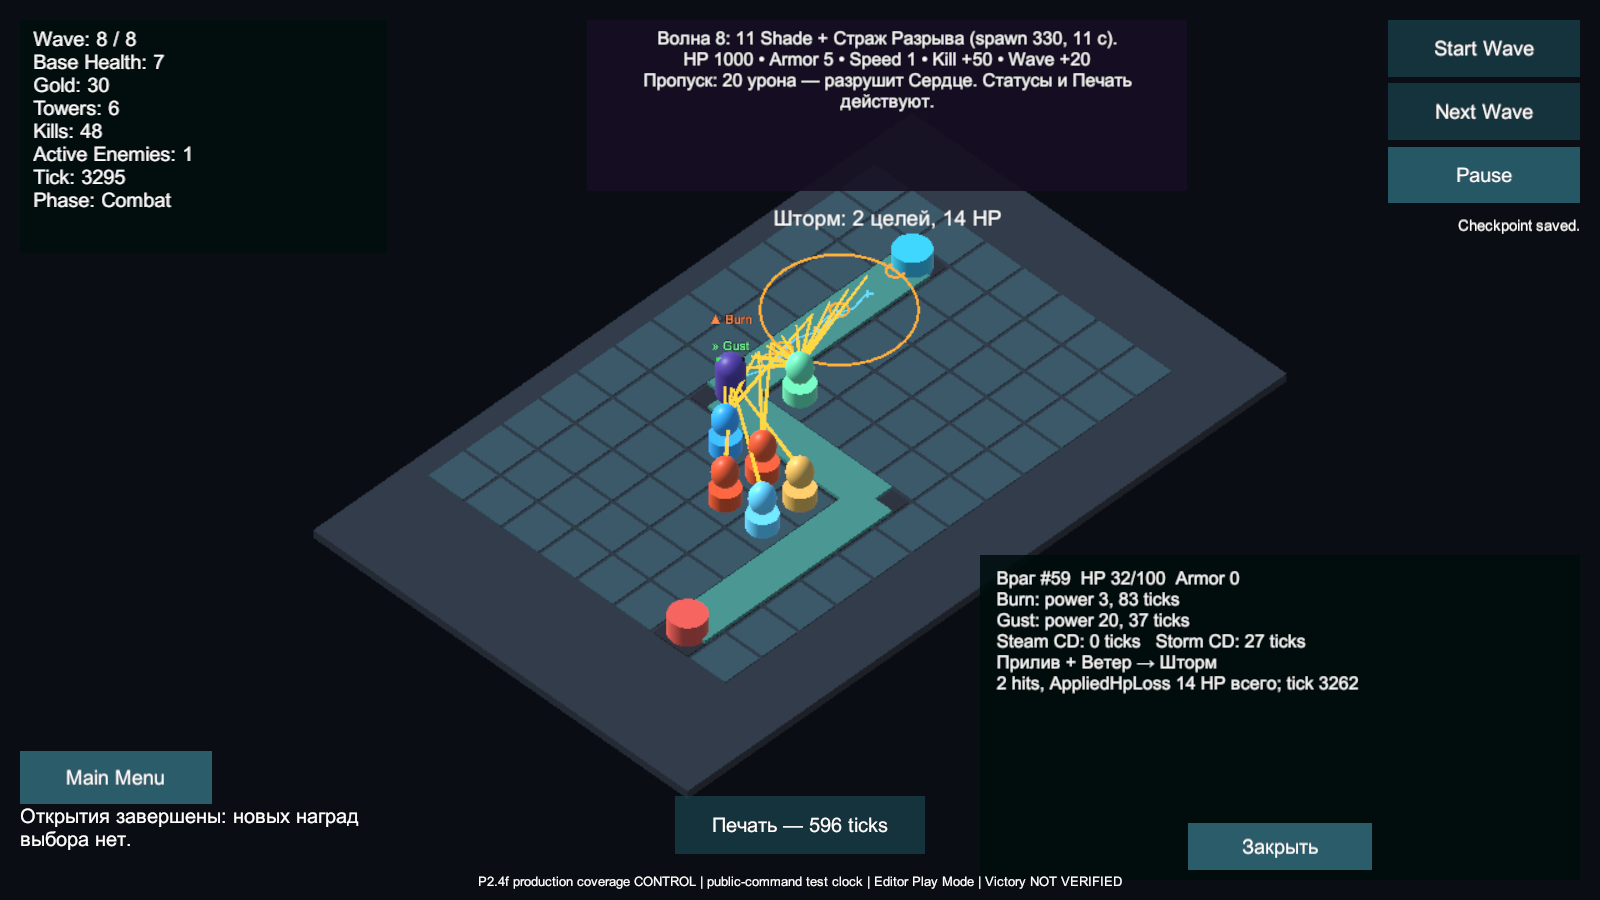 Wave: 8 / 8
Base Health: 7
Gold: 30
Towers: 6
Kills: 48
Active Enemies: 1
Tick: 3295
Phase: Combat
Волна 8: 11 Shade + Страж Разрыва (spawn 330, 11 с).
HP 1000 • Armor 5 • Speed 1 • Kill +50 • Wave +20
Пропуск: 20 урона — разрушит Сердце. Статусы и Печать
действуют.
Start Wave
Next Wave
Pause
Checkpoint saved.
Шторм: 2 целей, 14 HP
▲ Burn
» Gust
Враг #59 HP 32/100 Armor 0
Burn: power 3, 83 ticks
Gust: power 20, 37 ticks
Steam CD: 0 ticks Storm CD: 27 ticks
Прилив + Ветер → Шторм
2 hits, AppliedHpLoss 14 HP всего; tick 3262
Закрыть
Main Menu
Открытия завершены: новых наград
выбора нет.
Печать — 596 ticks
P2.4f production coverage CONTROL | public-command test clock | Editor Play Mode | Victory NOT VERIFIED